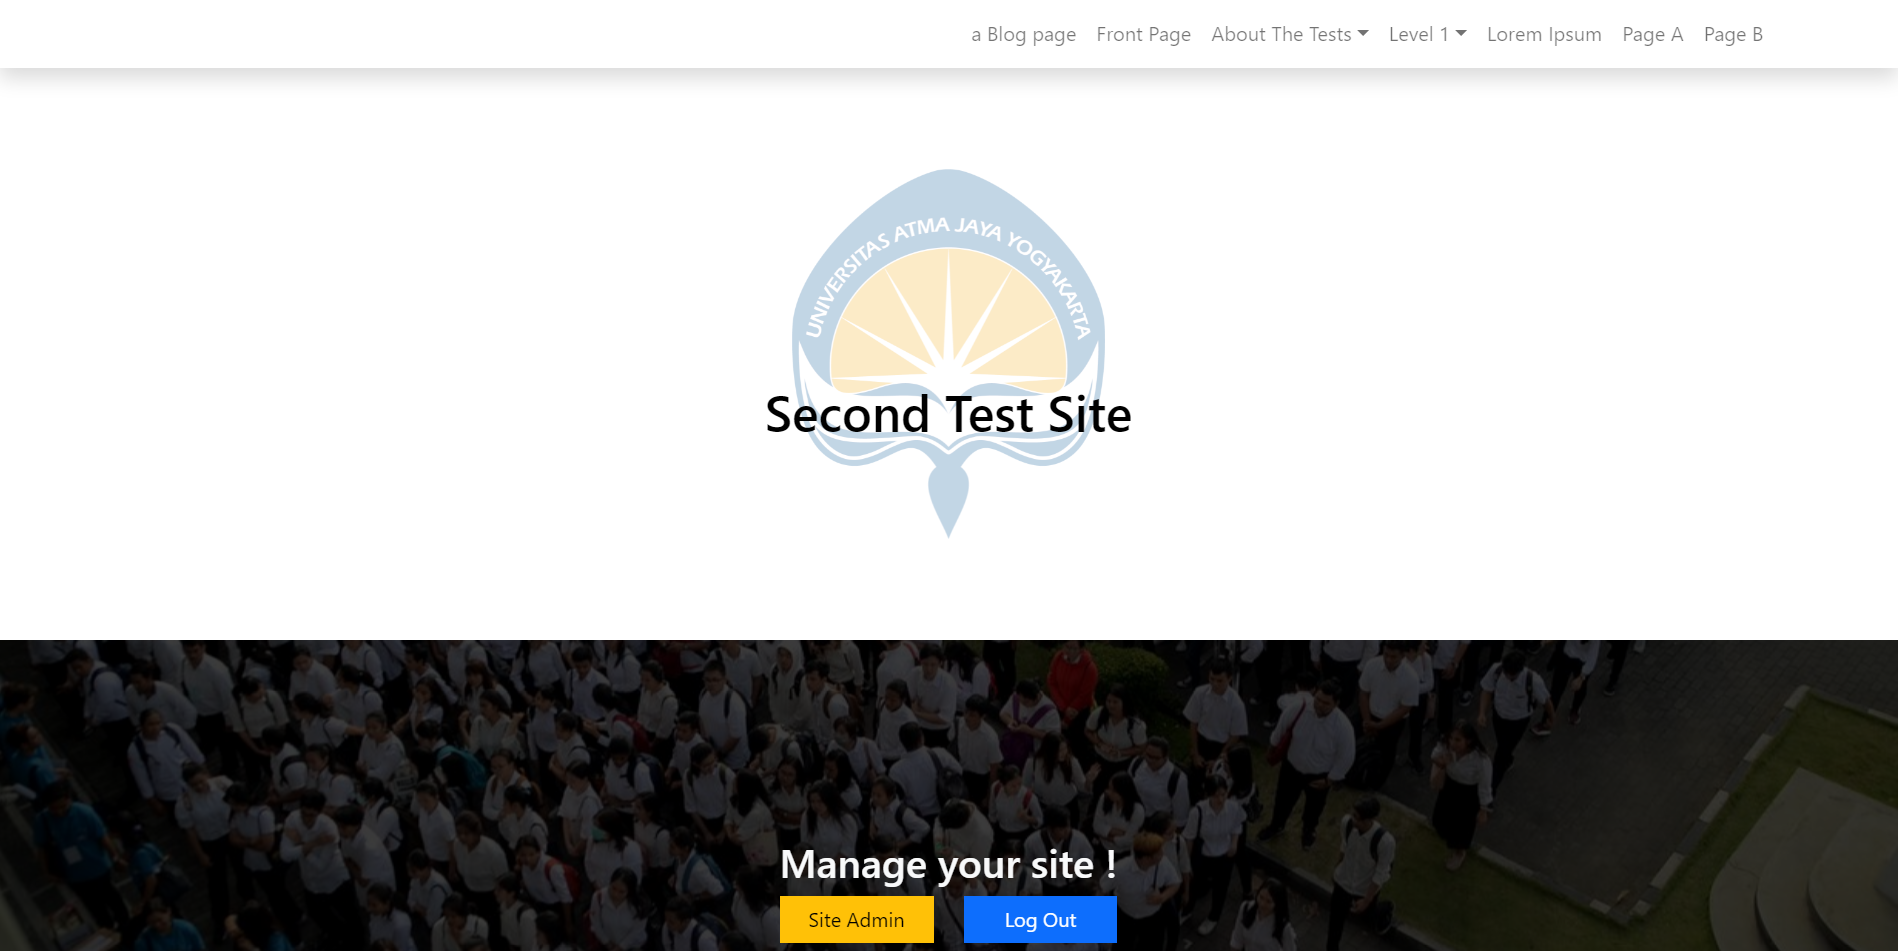 a Blog page Front Page About The Tests Level 1 Lorem Ipsum Page A Page B
UNIVERSITAS ATMA JAYA YOGYAKARTA
Second Test Site
Manage your site !
Site Admin Log Out